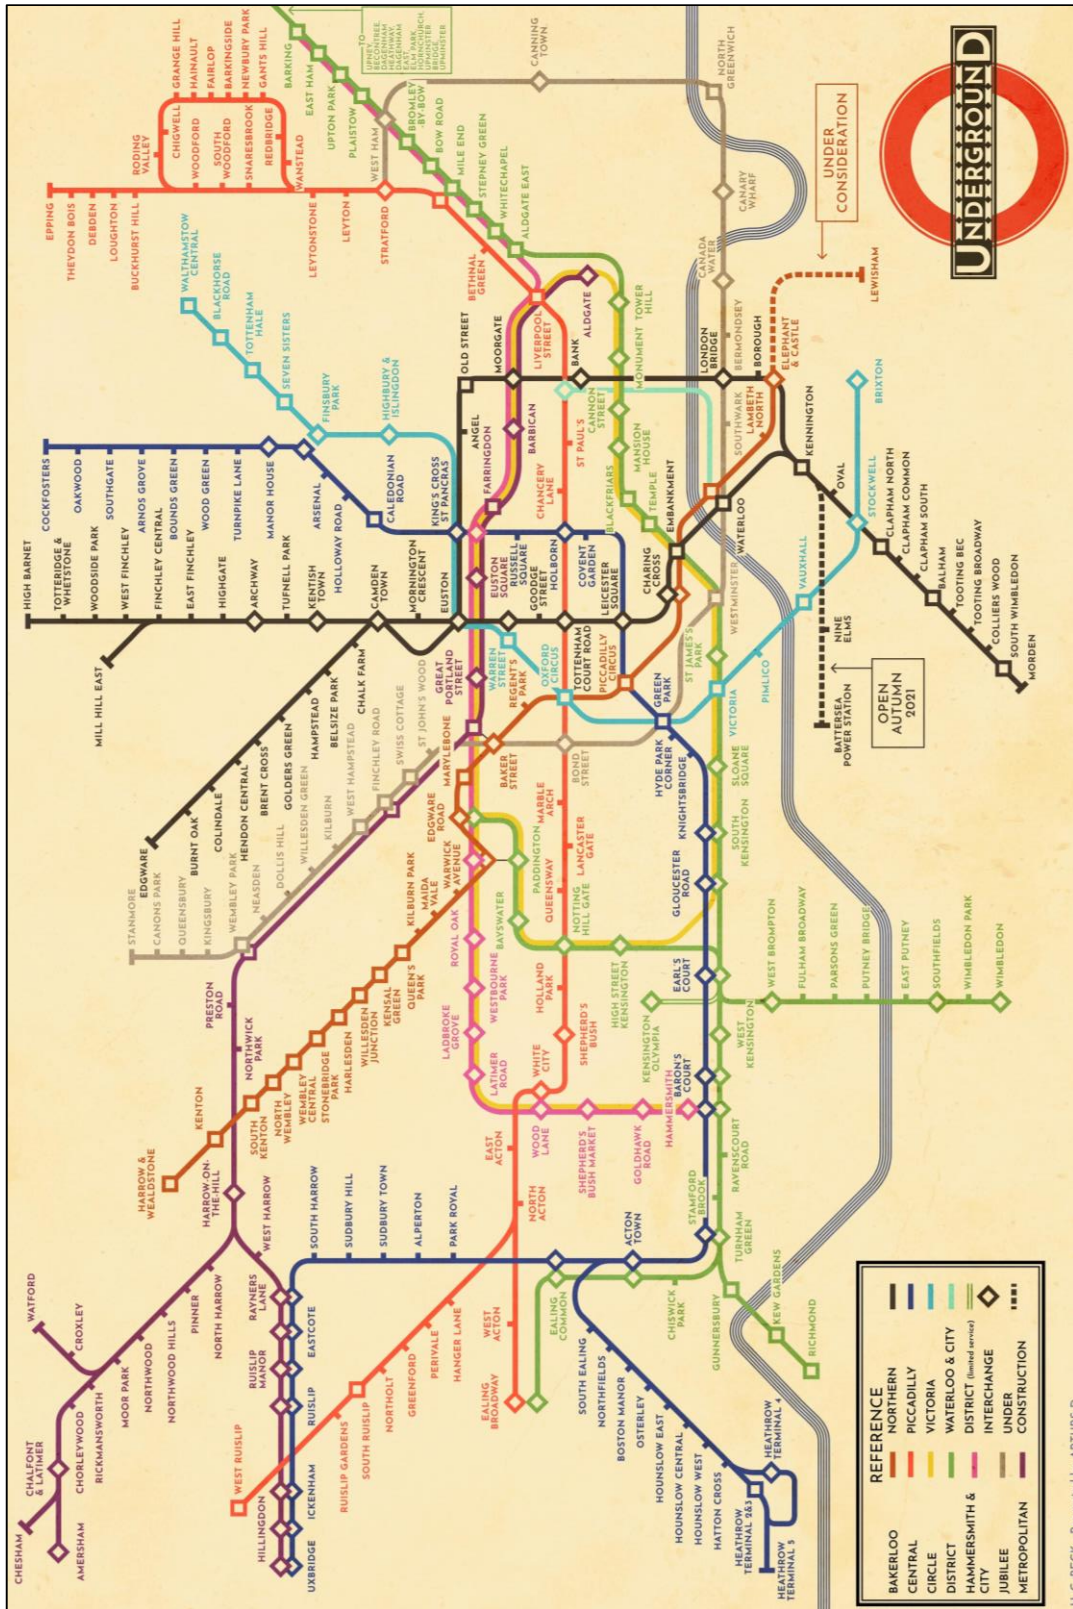 UNDERGROUND
CHESHAM
CHALFONT
& LATIMER
AMERSHAM
CHORLEYWOOD
RICKMANSWORTH
WATFORD
CROXLEY
MOOR PARK
NORTHWOOD
NORTHWOOD HILLS
PINNER
NORTH HARROW
HARROW-ON-
THE-HILL
NORTHWICK
PARK
PRESTON
ROAD
WEST HARROW
RAYNERS
LANE
EASTCOTE
RUISLIP
MANOR
RUISLIP
ICKENHAM
HILLINGDON
UXBRIDGE
HARROW &
WEALDSTONE
KENTON
SOUTH
KENTON
NORTH
WEMBLEY
WEMBLEY
CENTRAL
STONEBRIDGE
PARK
HARLESDEN
WILLESDEN
JUNCTION
KENSAL
GREEN
QUEEN'S
PARK
KILBURN PARK
MAIDA
VALE
WARWICK
AVENUE
EDGWARE
ROAD
MARYLEBONE
BAKER
STREET
REGENT'S
PARK
STANMORE
CANONS PARK
QUEENSBURY
KINGSBURY
WEMBLEY PARK
NEASDEN
DOLLIS HILL
WILLESDEN GREEN
KILBURN
WEST HAMPSTEAD
FINCHLEY ROAD
SWISS COTTAGE
ST JOHN'S WOOD
EDGWARE
BURNT OAK
COLINDALE
HENDON CENTRAL
BRENT CROSS
GOLDERS GREEN
HAMPSTEAD
BELSIZE PARK
CHALK FARM
MILL HILL EAST
HIGH BARNET
TOTTERIDGE &
WHETSTONE
WOODSIDE PARK
WEST FINCHLEY
FINCHLEY CENTRAL
EAST FINCHLEY
HIGHGATE
ARCHWAY
TUFNELL PARK
KENTISH
TOWN
CAMDEN
TOWN
MORNINGTON
CRESCENT
EUSTON
COCKFOSTERS
OAKWOOD
SOUTHGATE
ARNOS GROVE
BOUNDS GREEN
WOOD GREEN
TURNPIKE LANE
MANOR HOUSE
ARSENAL
HOLLOWAY ROAD
CALEDONIAN
ROAD
KING'S CROSS
ST PANCRAS
WALTHAMSTOW
CENTRAL
BLACKHORSE
ROAD
TOTTENHAM
HALE
SEVEN SISTERS
FINSBURY
PARK
HIGHBURY &
ISLINGDON
EPPING
THEYDON BOIS
DEBDEN
LOUGHTON
BUCKHURST HILL
RODING
VALLEY
CHIGWELL
GRANGE HILL
HAINAULT
FAIRLOP
BARKINGSIDE
NEWBURY PARK
GANTS HILL
REDBRIDGE
WANSTEAD
WOODFORD
SOUTH
WOODFORD
SNARESBROOK
LEYTONSTONE
LEYTON
STRATFORD
BETHNAL
GREEN
TO
UPNEY,
BECONTREE,
DAGENHAM
HEATHWAY,
DAGENHAM
EAST,
ELM PARK,
HORNCHURCH,
UPMINSTER
BRIDGE,
UPMINSTER
BARKING
EAST HAM
UPTON PARK
PLAISTOW
WEST HAM
BROMLEY
-BY-BOW
BOW ROAD
MILE END
STEPNEY GREEN
WHITECHAPEL
ALDGATE EAST
SOUTH HARROW
SUDBURY HILL
SUDBURY TOWN
ALPERTON
PARK ROYAL
WEST RUISLIP
RUISLIP GARDENS
SOUTH RUISLIP
NORTHOLT
GREENFORD
PERIVALE
HANGER LANE
EALING
BROADWAY
WEST
ACTON
NORTH
ACTON
EAST
ACTON
WHITE
CITY
SHEPHERD'S
BUSH
HOLLAND
PARK
NOTTING
HILL GATE
QUEENSWAY
LANCASTER
GATE
MARBLE
ARCH
BOND
STREET
OXFORD
CIRCUS
TOTTENHAM
COURT ROAD
HOLBORN
CHANCERY
LANE
ST PAUL'S
BANK
LIVERPOOL
STREET
ROYAL OAK
WESTBOURNE
PARK
LADBROKE
GROVE
LATIMER
ROAD
WOOD
LANE
SHEPHERD'S
BUSH MARKET
GOLDHAWK
ROAD
HAMMERSMITH
PADDINGTON
BAYSWATER
HIGH STREET
KENSINGTON
KENSINGTON
OLYMPIA
GREAT
PORTLAND
STREET
WARREN
STREET
EUSTON
SQUARE
RUSSELL
SQUARE
GOODGE
STREET
FARRINGDON
BARBICAN
ANGEL
OLD STREET
MOORGATE
ALDGATE
TOWER
HILL
MONUMENT
CANNON
STREET
MANSION
HOUSE
BLACKFRIARS
TEMPLE
EMBANKMENT
COVENT
GARDEN
LEICESTER
SQUARE
CHARING
CROSS
PICCADILLY
CIRCUS
GREEN
PARK
HYDE PARK
CORNER
KNIGHTSBRIDGE
GLOUCESTER
ROAD
EARL'S
COURT
BARON'S
COURT
ST JAMES'S
PARK
WESTMINSTER
VICTORIA
SLOANE
SQUARE
SOUTH
KENSINGTON
WEST
KENSINGTON
RAVENSCOURT
ROAD
STAMFORD
BROOK
TURNHAM
GREEN
ACTON
TOWN
CHISWICK
PARK
EALING
COMMON
GUNNERSBURY
KEW GARDENS
RICHMOND
SOUTH EALING
NORTHFIELDS
BOSTON MANOR
OSTERLEY
HOUNSLOW EAST
HOUNSLOW CENTRAL
HOUNSLOW WEST
HATTON CROSS
HEATHROW
TERMINAL 4
HEATHROW
TERMINAL 2&3
HEATHROW
TERMINAL 5
WEST BROMPTON
FULHAM BROADWAY
PARSONS GREEN
PUTNEY BRIDGE
EAST PUTNEY
SOUTHFIELDS
WIMBLEDON PARK
WIMBLEDON
PIMLICO
VAUXHALL
STOCKWELL
BRIXTON
BATTERSEA
POWER STATION
NINE
ELMS
OPEN
AUTUMN
2021
WATERLOO
SOUTHWARK
LAMBETH
NORTH
ELEPHANT
& CASTLE
LEWISHAM
UNDER
CONSIDERATION
LONDON
BRIDGE
BOROUGH
BERMONDSEY
CANADA
WATER
CANARY
WHARF
NORTH
GREENWICH
CANNING
TOWN
KENNINGTON
OVAL
CLAPHAM NORTH
CLAPHAM COMMON
CLAPHAM SOUTH
BALHAM
TOOTING BEC
TOOTING BROADWAY
COLLIERS WOOD
SOUTH WIMBLEDON
MORDEN
REFERENCE
BAKERLOO
CENTRAL
CIRCLE
DISTRICT
HAMMERSMITH &
CITY
JUBILEE
METROPOLITAN
NORTHERN
PICCADILLY
VICTORIA
WATERLOO & CITY
DISTRICT (limited service)
INTERCHANGE
UNDER
CONSTRUCTION